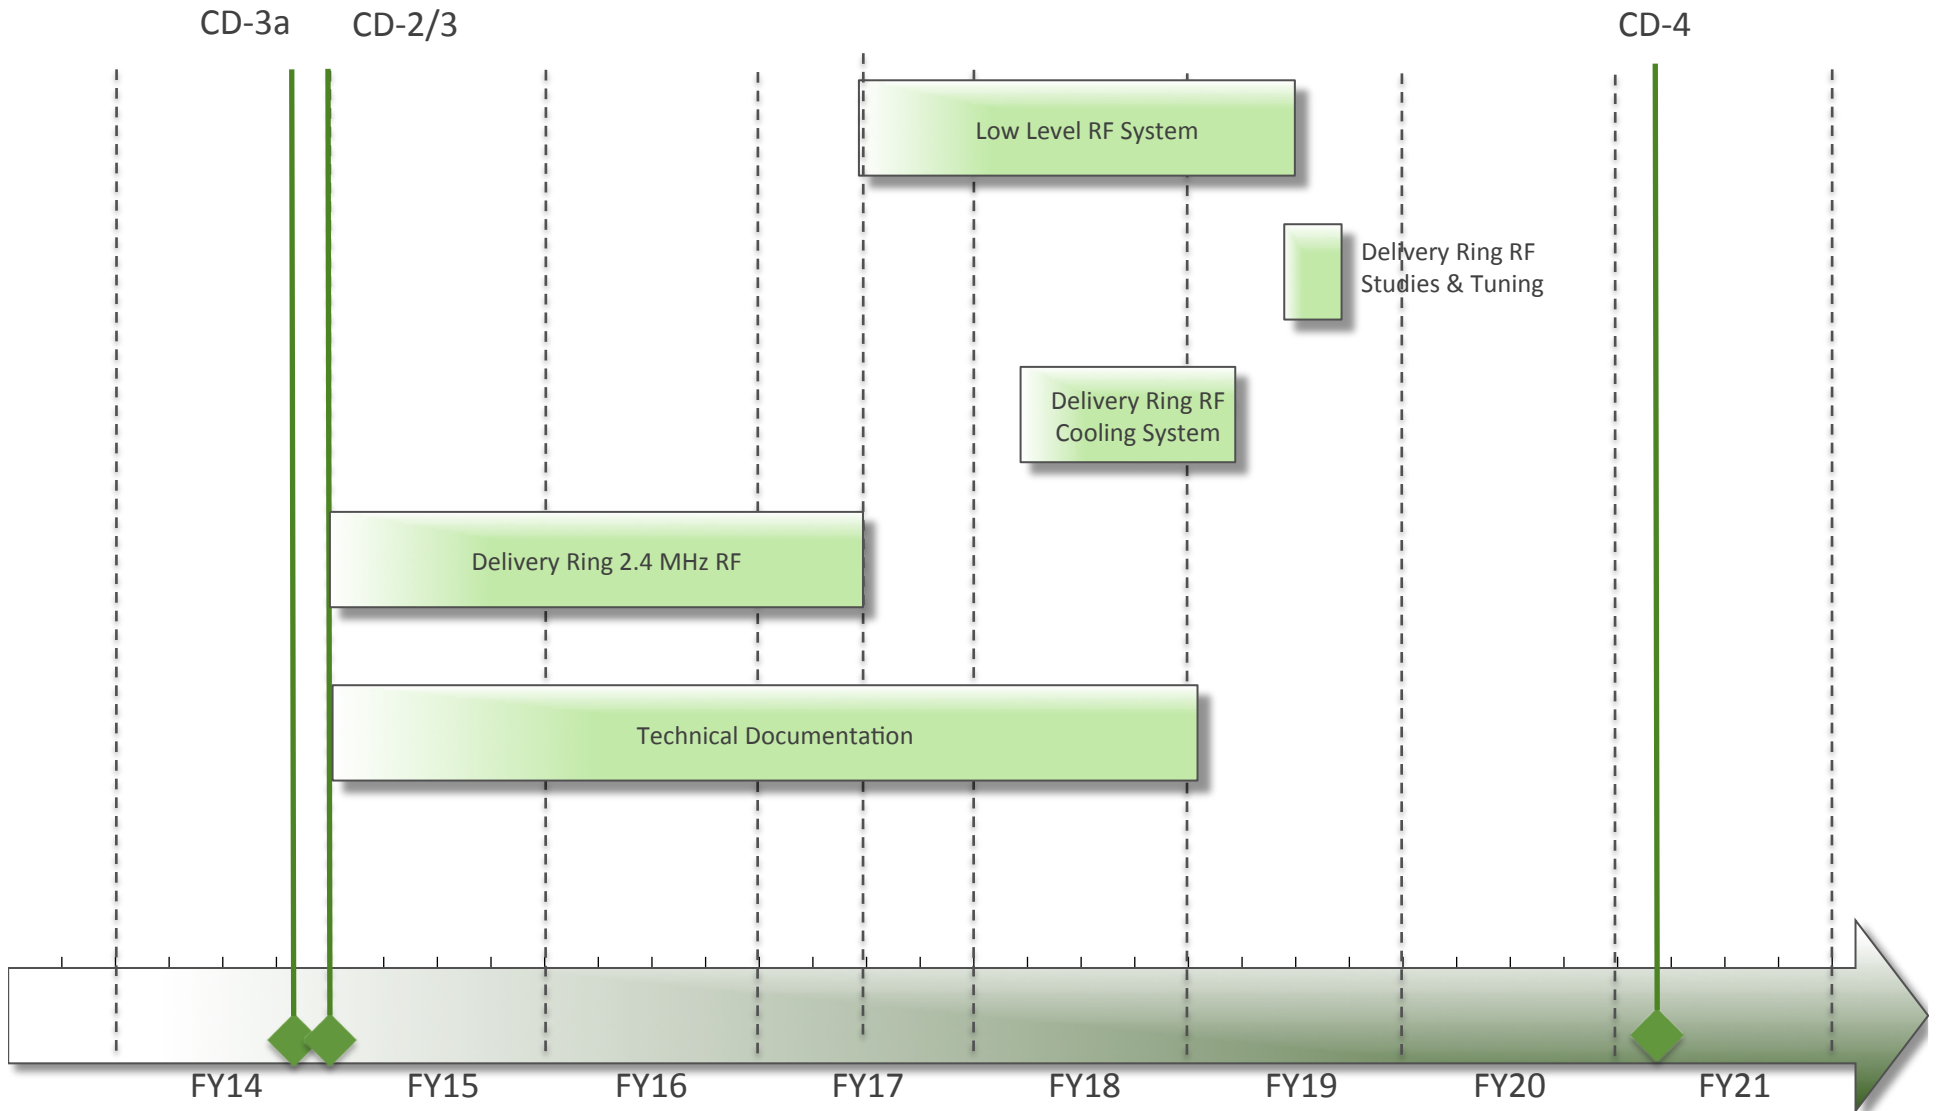 CD-3a
CD-2/3
CD-4
Low Level RF System
Delivery Ring RF
Studies & Tuning
Delivery Ring RF
Cooling System
Delivery Ring 2.4 MHz RF
Technical Documentation
FY14
FY15
FY16
FY17
FY18
FY19
FY20
FY21